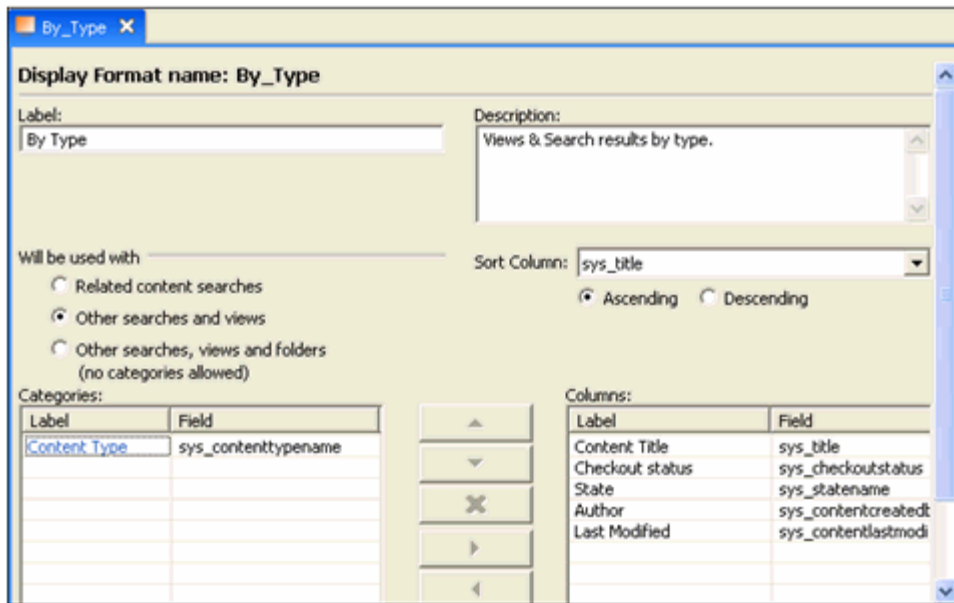 By_Type
Display Format name: By_Type
Label:
By Type
Description:
Views & Search results by type.
Will be used with
Related content searches
Other searches and views
Other searches, views and folders
(no categories allowed)
Sort Column:
sys_title
Ascending
Descending
Categories:
Label Field
Content Type sys_contenttypename
Columns:
Label Field
Content Title sys_title
Checkout status sys_checkoutstatus
State sys_statename
Author sys_contentcreatedb
Last Modified sys_contentlastmodi